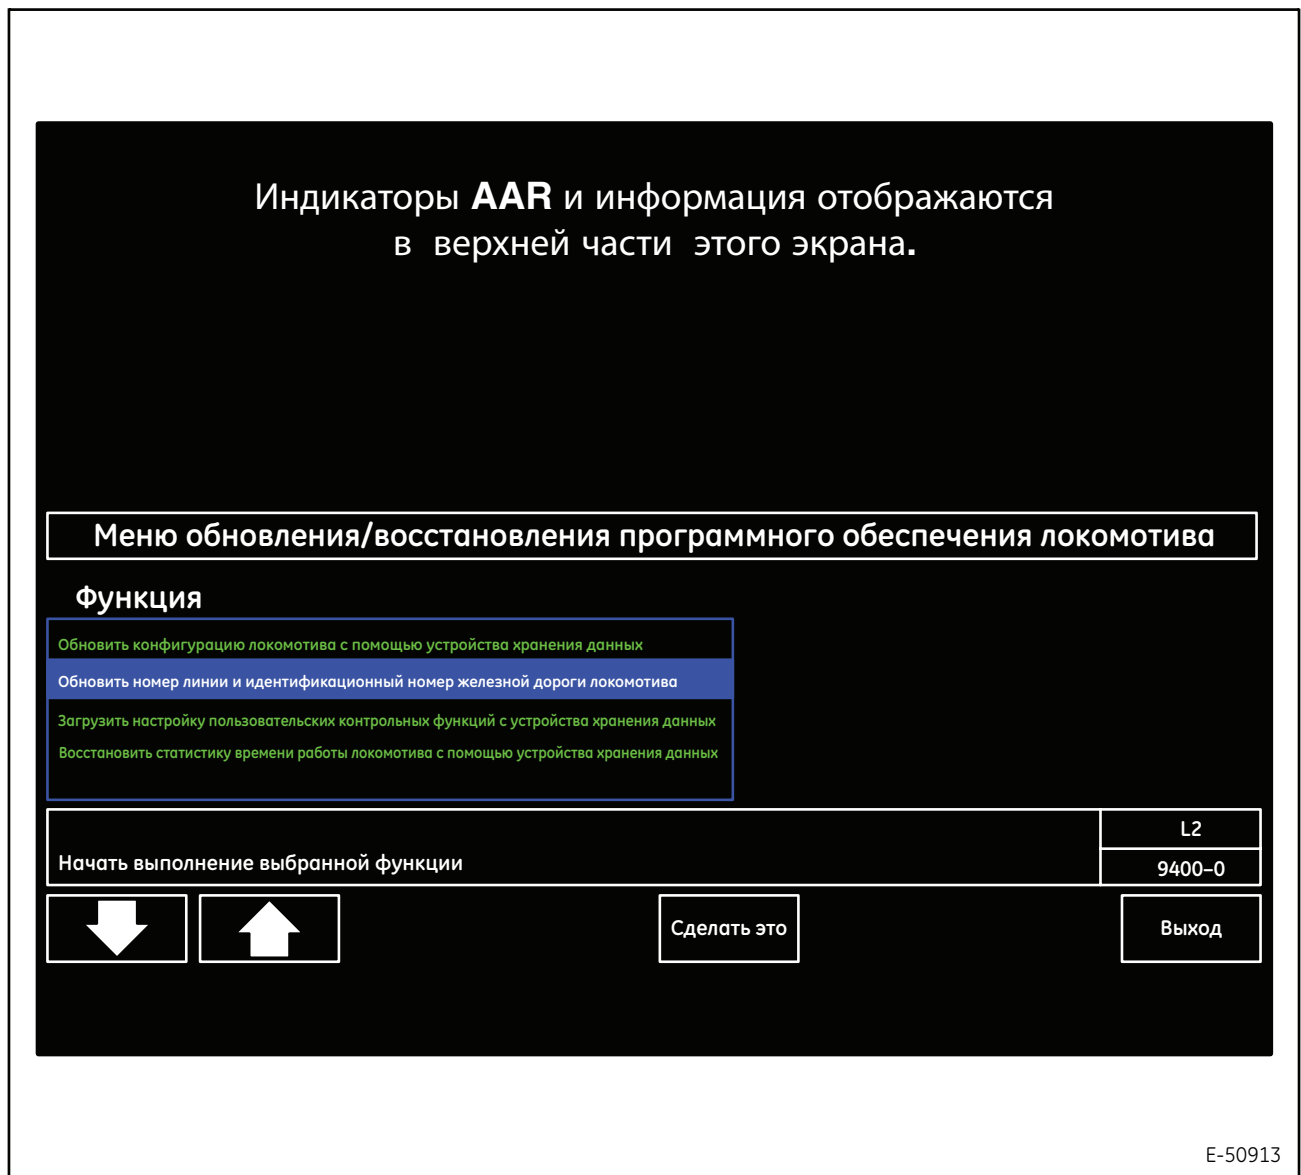 Индикаторы AAR и информация отображаются
в верхней части этого экрана.
Меню обновления/восстановления программного обеспечения локомотива
Функция
Обновить конфигурацию локомотива с помощью устройства хранения данных
Обновить номер линии и идентификационный номер железной дороги локомотива
Загрузить настройку пользовательских контрольных функций с устройства хранения данных
Восстановить статистику времени работы локомотива с помощью устройства хранения данных
L2
Начать выполнение выбранной функции
9400–0
Сделать это
Выход
E-50913